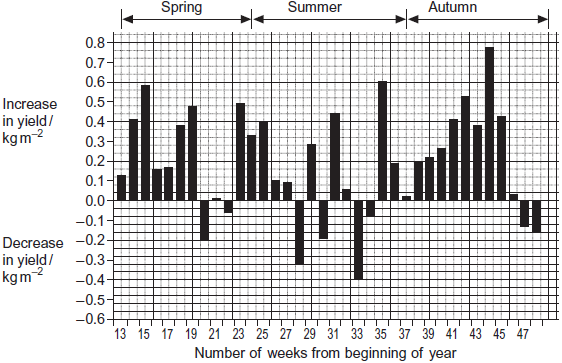 Spring Summer Autumn
0.8
0.7
0.6
Increase
in yield/
kg m⁻²
0.5
0.4
0.3
0.2
0.1
0.0
–0.1
Decrease
in yield/
kg m⁻²
–0.2
–0.3
–0.4
–0.5
–0.6
13 15 17 19 21 23 25 27 29 31 33 35 37 39 41 43 45 47
Number of weeks from beginning of year